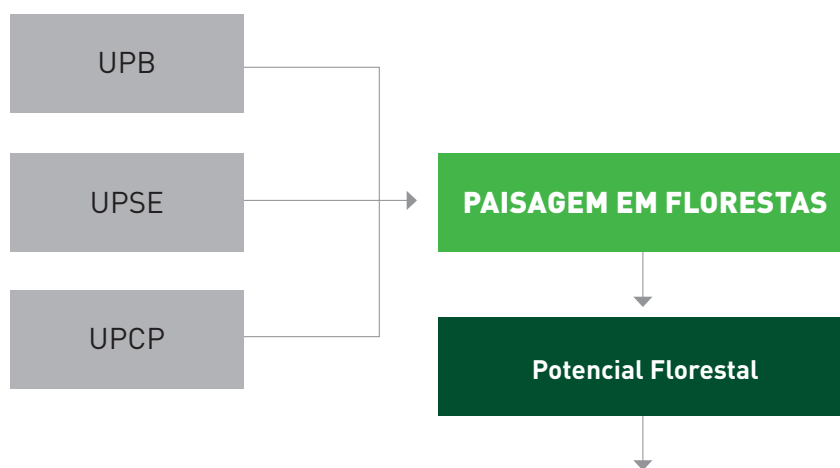 UPB
UPSE
PAISAGEM EM FLORESTAS
UPCP
Potencial Florestal